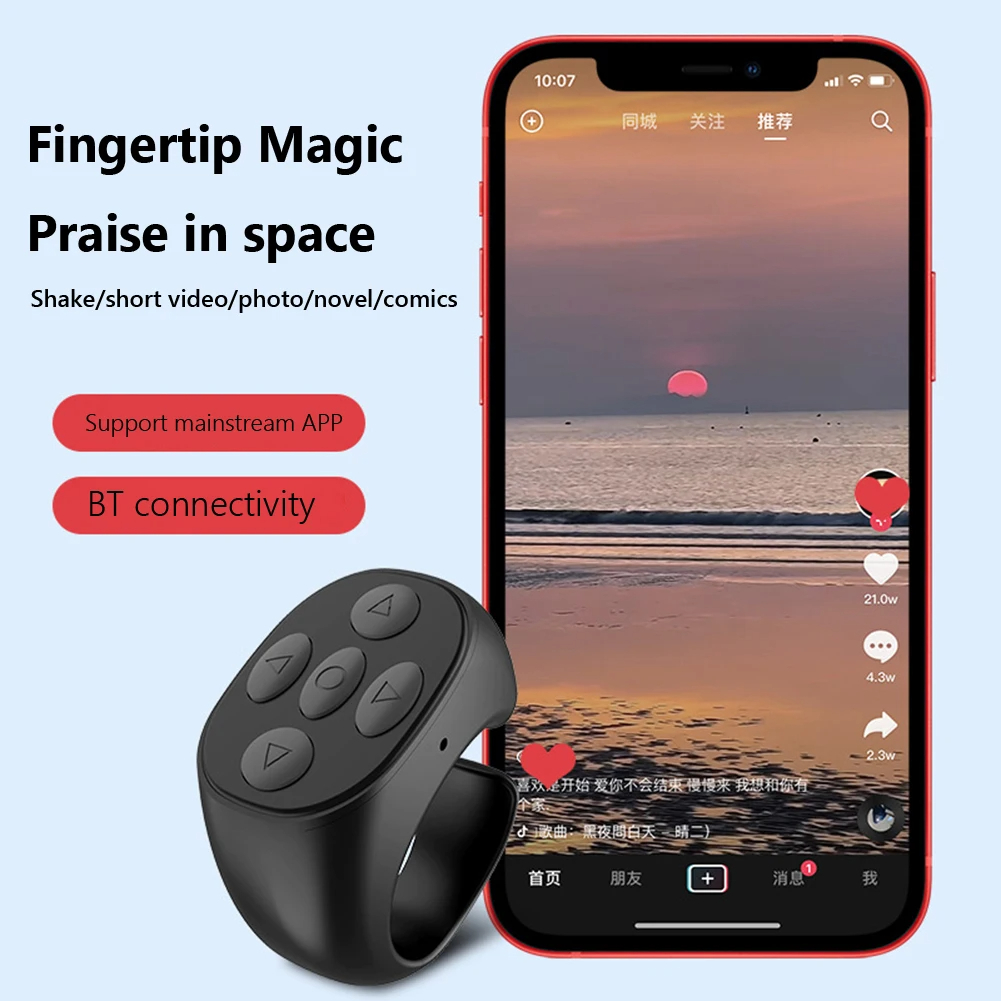 Fingertip Magic
Praise in space
Shake/short video/photo/novel/comics
Support mainstream APP
BT connectivity
10:07
同城 关注 推荐
21.0w
4.3w
2.3w
喜欢是开始 爱你不会结束 慢慢来 我想和你有
个家.
歌曲：黑夜問白天 – 晴二)
首页 朋友 消息 1 我